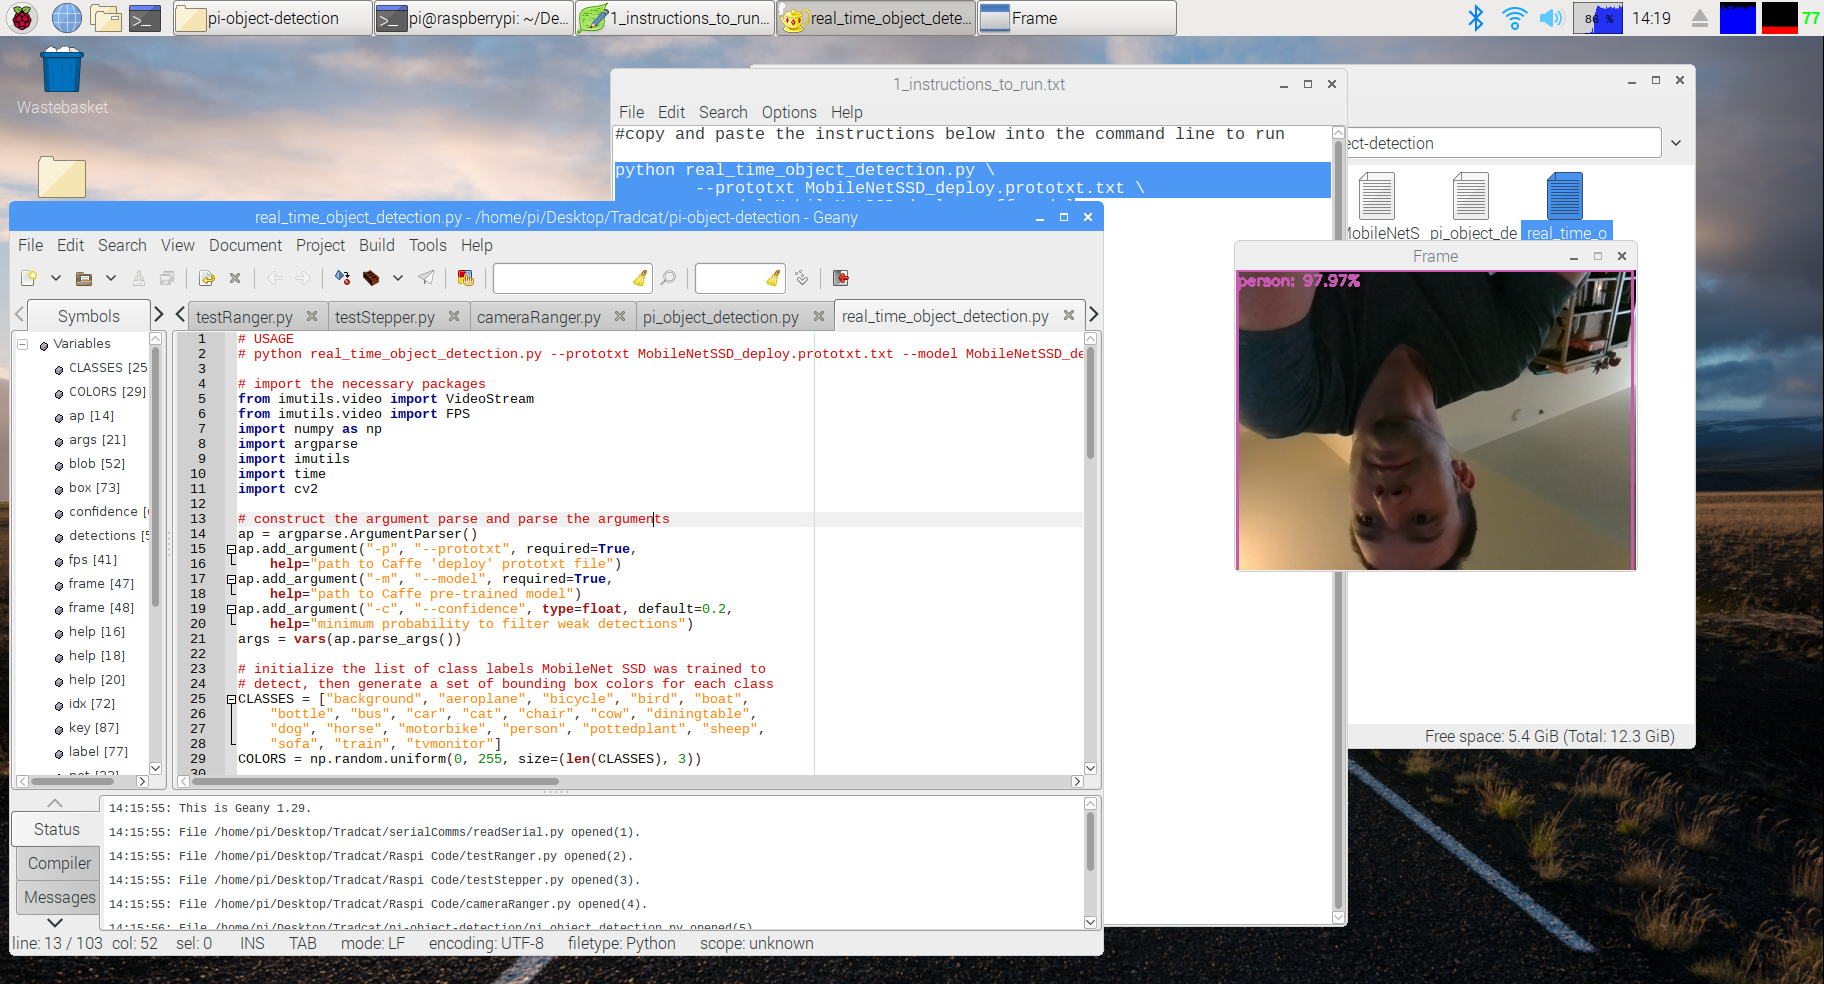 pi-object-detection
pi@raspberrypi: ~/De...
1_instructions_to_run...
real_time_object_dete...
Frame
86 %
14:19
77
Wastebasket
1_instructions_to_run.txt
File Edit Search Options Help
#copy and paste the instructions below into the command line to run
python real_time_object_detection.py \
--prototxt MobileNetSSD_deploy.prototxt.txt \
ect-detection
MobileNetS
pi_object_de
real_time_o
Free space: 5.4 GiB (Total: 12.3 GiB)
Frame
person: 97.97%
real_time_object_detection.py - /home/pi/Desktop/Tradcat/pi-object-detection - Geany
File Edit Search View Document Project Build Tools Help
Symbols
testRanger.py
testStepper.py
cameraRanger.py
pi_object_detection.py
real_time_object_detection.py
Variables
CLASSES [25
COLORS [29]
ap [14]
args [21]
blob [52]
box [73]
confidence [
detections [5
fps [41]
frame [47]
frame [48]
help [16]
help [18]
help [20]
idx [72]
key [87]
label [77]
1 # USAGE
2 # python real_time_object_detection.py --prototxt MobileNetSSD_deploy.prototxt.txt --model MobileNetSSD_de
3
4 # import the necessary packages
5 from imutils.video import VideoStream
6 from imutils.video import FPS
7 import numpy as np
8 import argparse
9 import imutils
10 import time
11 import cv2
12
13 # construct the argument parse and parse the arguments
14 ap = argparse.ArgumentParser()
15 ap.add_argument("-p", "--prototxt", required=True,
16 help="path to Caffe 'deploy' prototxt file")
17 ap.add_argument("-m", "--model", required=True,
18 help="path to Caffe pre-trained model")
19 ap.add_argument("-c", "--confidence", type=float, default=0.2,
20 help="minimum probability to filter weak detections")
21 args = vars(ap.parse_args())
22
23 # initialize the list of class labels MobileNet SSD was trained to
24 # detect, then generate a set of bounding box colors for each class
25 CLASSES = ["background", "aeroplane", "bicycle", "bird", "boat",
26 "bottle", "bus", "car", "cat", "chair", "cow", "diningtable",
27 "dog", "horse", "motorbike", "person", "pottedplant", "sheep",
28 "sofa", "train", "tvmonitor"]
29 COLORS = np.random.uniform(0, 255, size=(len(CLASSES), 3))
30
Status
Compiler
Messages
14:15:55: This is Geany 1.29.
14:15:55: File /home/pi/Desktop/Tradcat/serialComms/readSerial.py opened(1).
14:15:55: File /home/pi/Desktop/Tradcat/Raspi Code/testRanger.py opened(2).
14:15:55: File /home/pi/Desktop/Tradcat/Raspi Code/testStepper.py opened(3).
14:15:55: File /home/pi/Desktop/Tradcat/Raspi Code/cameraRanger.py opened(4).
14:15:56: File /home/pi/Desktop/Tradcat/pi-object-detection/pi_object_detection.py opened(5).
line: 13 / 103 col: 52 sel: 0 INS TAB mode: LF encoding: UTF-8 filetype: Python scope: unknown